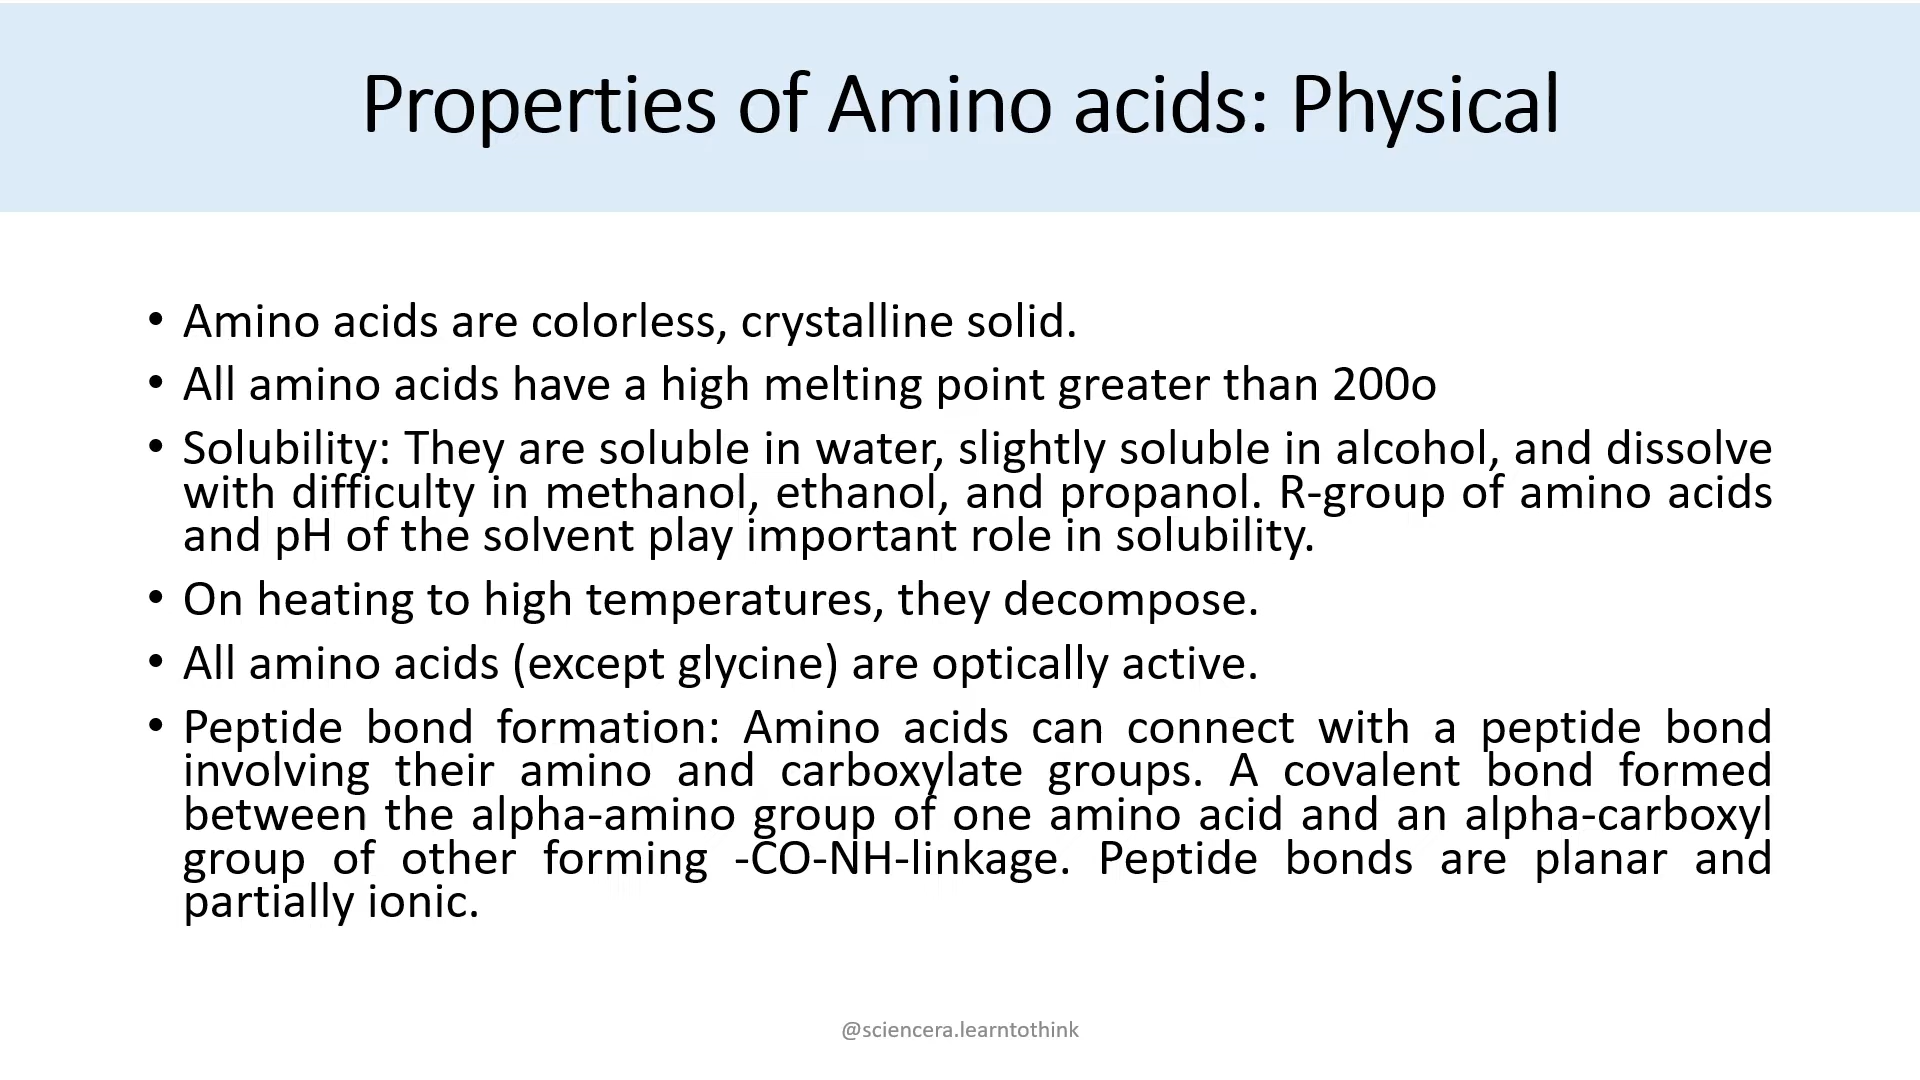 Properties of Amino acids: Physical
• Amino acids are colorless, crystalline solid.
• All amino acids have a high melting point greater than 200o
• Solubility: They are soluble in water, slightly soluble in alcohol, and dissolve
with difficulty in methanol, ethanol, and propanol. R-group of amino acids
and pH of the solvent play important role in solubility.
• On heating to high temperatures, they decompose.
• All amino acids (except glycine) are optically active.
• Peptide bond formation: Amino acids can connect with a peptide bond
involving their amino and carboxylate groups. A covalent bond formed
between the alpha-amino group of one amino acid and an alpha-carboxyl
group of other forming -CO-NH-linkage. Peptide bonds are planar and
partially ionic.
@sciencera.learntothink